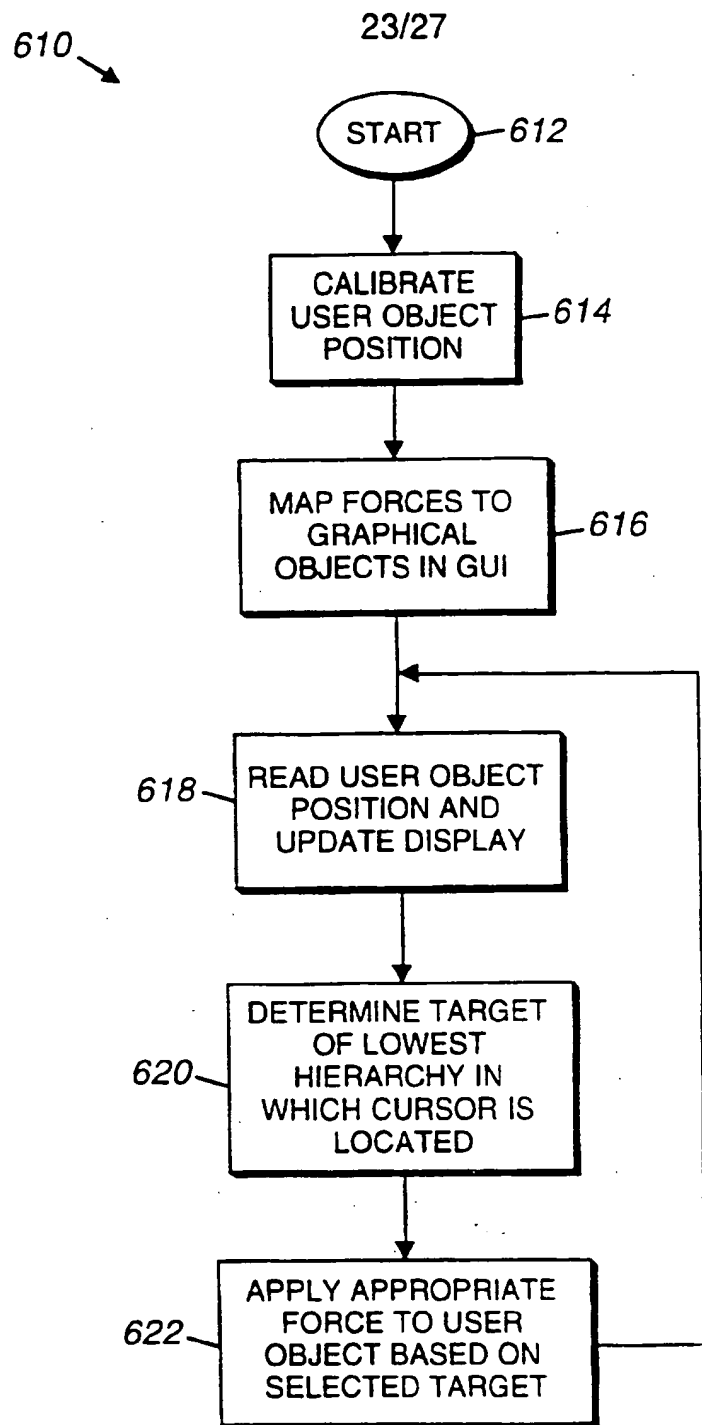 23/27
610
START
612
CALIBRATE
USER OBJECT
POSITION
614
MAP FORCES TO
GRAPHICAL
OBJECTS IN GUI
616
618
READ USER OBJECT
POSITION AND
UPDATE DISPLAY
620
DETERMINE TARGET
OF LOWEST
HIERARCHY IN
WHICH CURSOR IS
LOCATED
622
APPLY APPROPRIATE
FORCE TO USER
OBJECT BASED ON
SELECTED TARGET